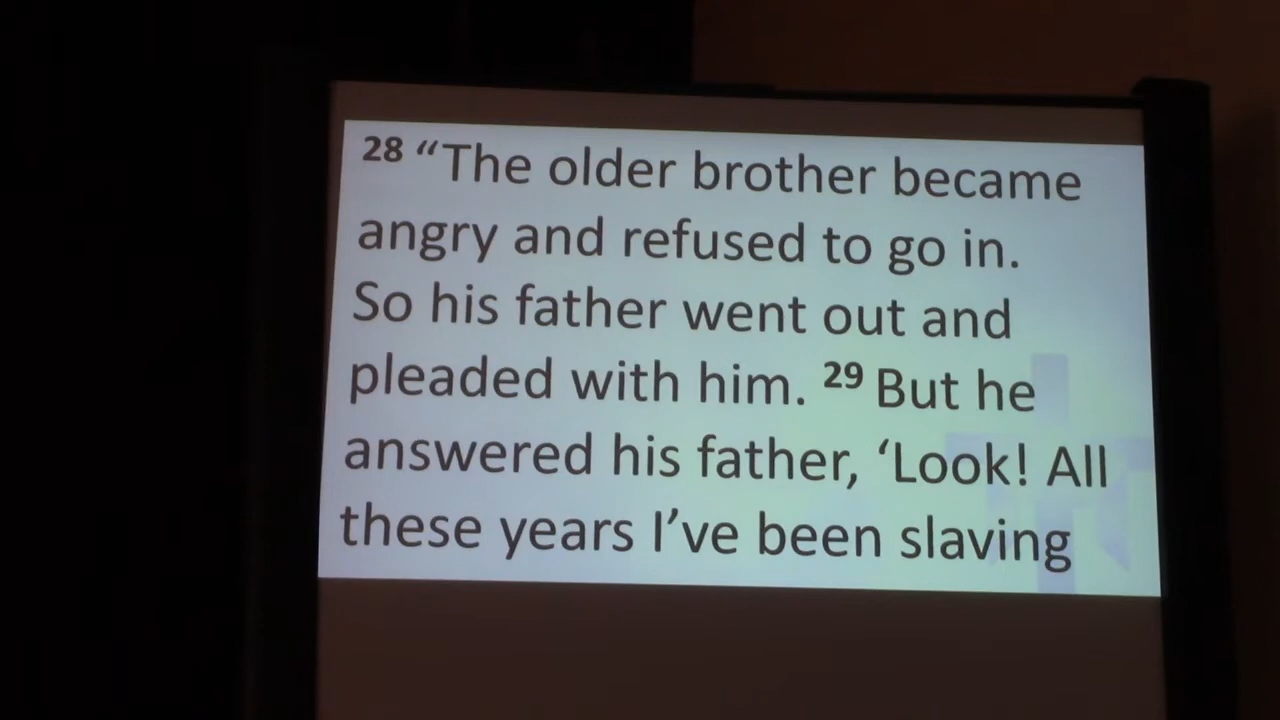 28 “The older brother became
angry and refused to go in.
So his father went out and
pleaded with him. 29 But he
answered his father, ‘Look! All
these years I’ve been slaving